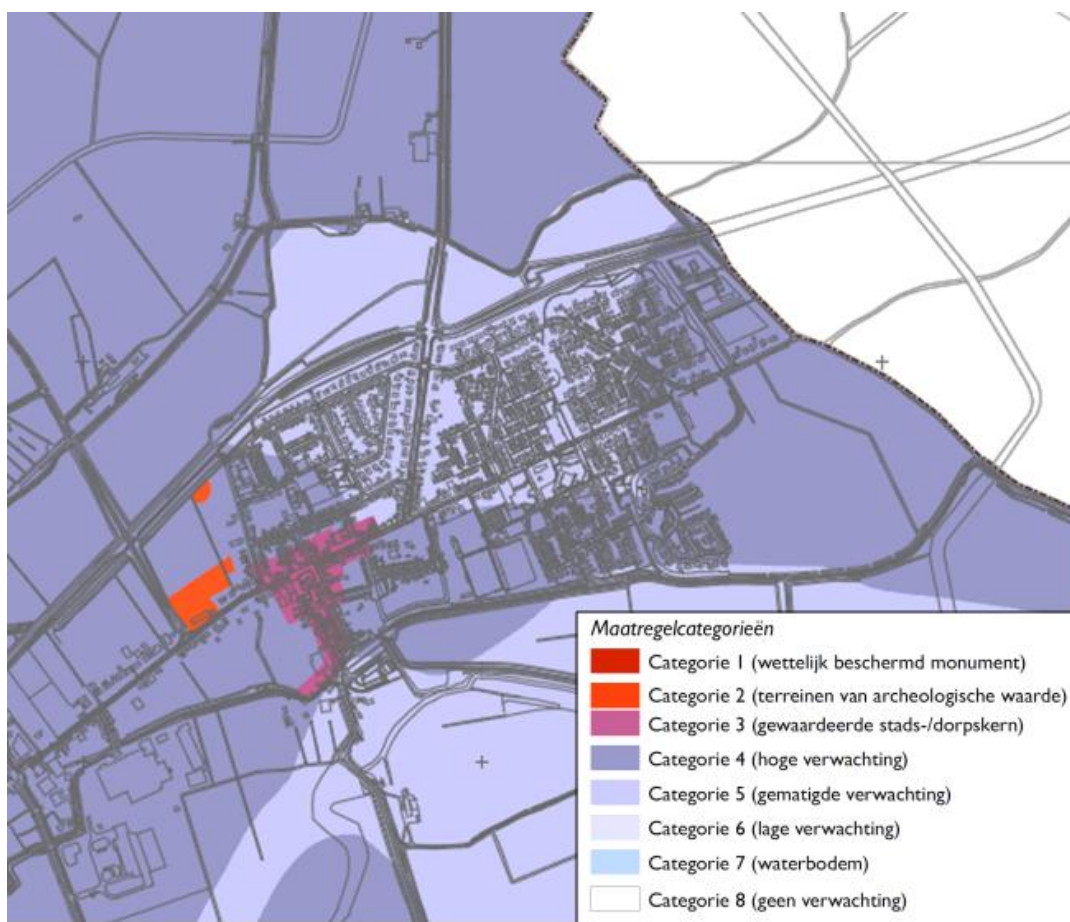 Maatregelcategorieën
Categorie 1 (wettelijk beschermd monument)
Categorie 2 (terreinen van archeologische waarde)
Categorie 3 (gewaardeerde stads-/dorpskern)
Categorie 4 (hoge verwachting)
Categorie 5 (gematigde verwachting)
Categorie 6 (lage verwachting)
Categorie 7 (waterbodem)
Categorie 8 (geen verwachting)